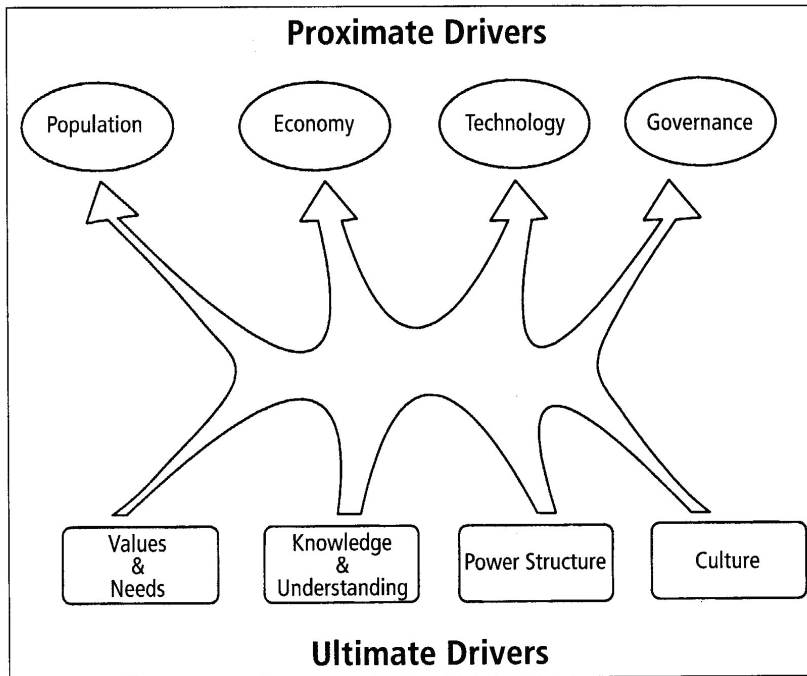 Proximate Drivers
Population
Economy
Technology
Governance
Values
&
Needs
Knowledge
&
Understanding
Power Structure
Culture
Ultimate Drivers